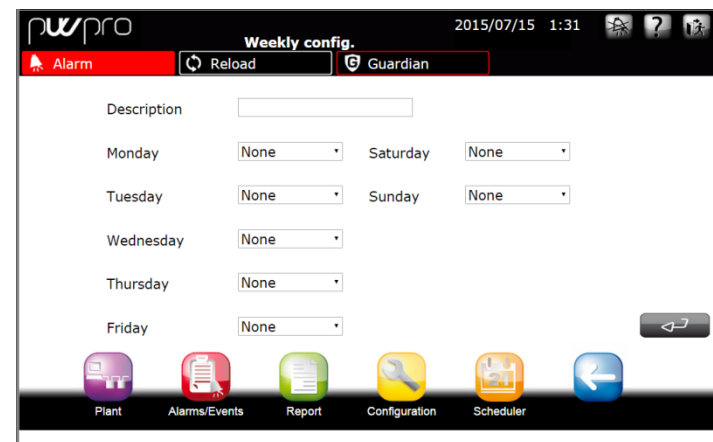 pwpro
2015/07/15 1:31
Weekly config.
Alarm Reload G Guardian
Description
Monday None Saturday None
Tuesday None Sunday None
Wednesday None
Thursday None
Friday None
Plant Alarms/Events Report Configuration Scheduler